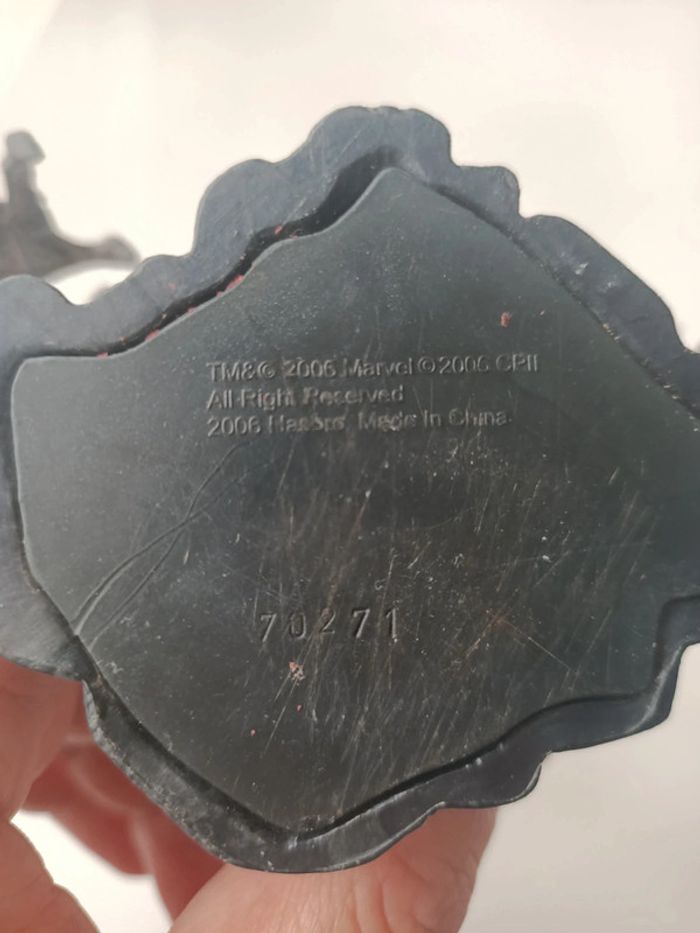 TM&© 2006 Marvel © 2006 CPII
All Right Reserved
2006 Hasbro Made in China
70271